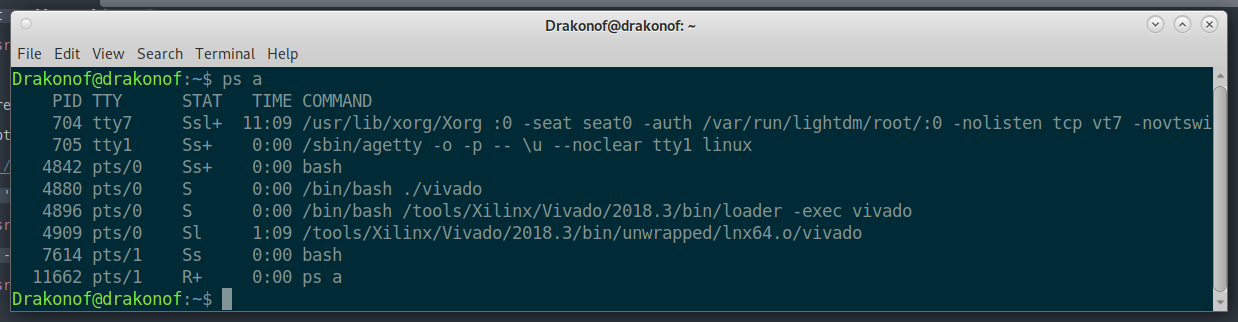 Drakonof@drakonof: ~
File Edit View Search Terminal Help
Drakonof@drakonof:~$ ps a
PID TTY STAT TIME COMMAND
704 tty7 Ssl+ 11:09 /usr/lib/xorg/Xorg :0 -seat seat0 -auth /var/run/lightdm/root/:0 -nolisten tcp vt7 -novtswi
705 tty1 Ss+ 0:00 /sbin/agetty -o -p -- \u --noclear tty1 linux
4842 pts/0 Ss+ 0:00 bash
4880 pts/0 S 0:00 /bin/bash ./vivado
4896 pts/0 S 0:00 /bin/bash /tools/Xilinx/Vivado/2018.3/bin/loader -exec vivado
4909 pts/0 Sl 1:09 /tools/Xilinx/Vivado/2018.3/bin/unwrapped/lnx64.o/vivado
7614 pts/1 Ss 0:00 bash
11662 pts/1 R+ 0:00 ps a
Drakonof@drakonof:~$